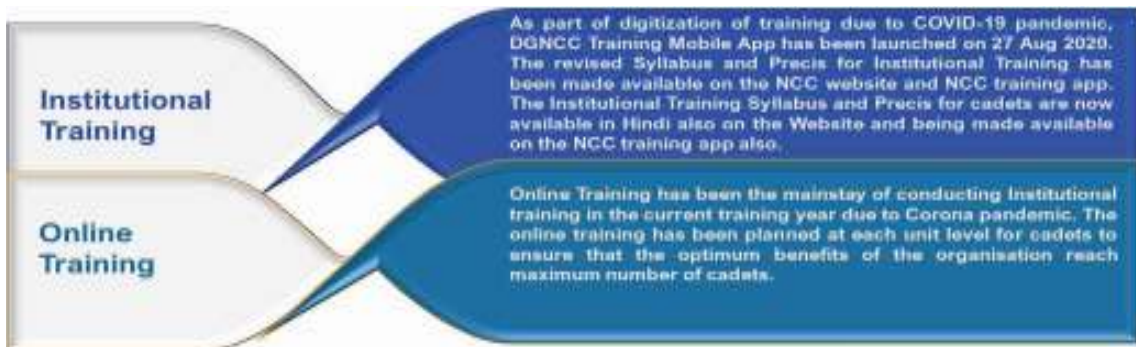 Institutional
Training
As part of digitization of training due to COVID-19 pandemic,
DGNCC Training Mobile App has been launched on 27 Aug 2020.
The revised Syllabus and Precis for Institutional Training has
been made available on the NCC website and NCC training app.
The Institutional Training Syllabus and Precis for cadets are now
available in Hindi also on the Website and being made available
on the NCC training app also.
Online
Training
Online Training has been the mainstay of conducting Institutional
training in the current training year due to Corona pandemic. The
online training has been planned at each unit level for cadets to
ensure that the optimum benefits of the organisation reach
maximum number of cadets.